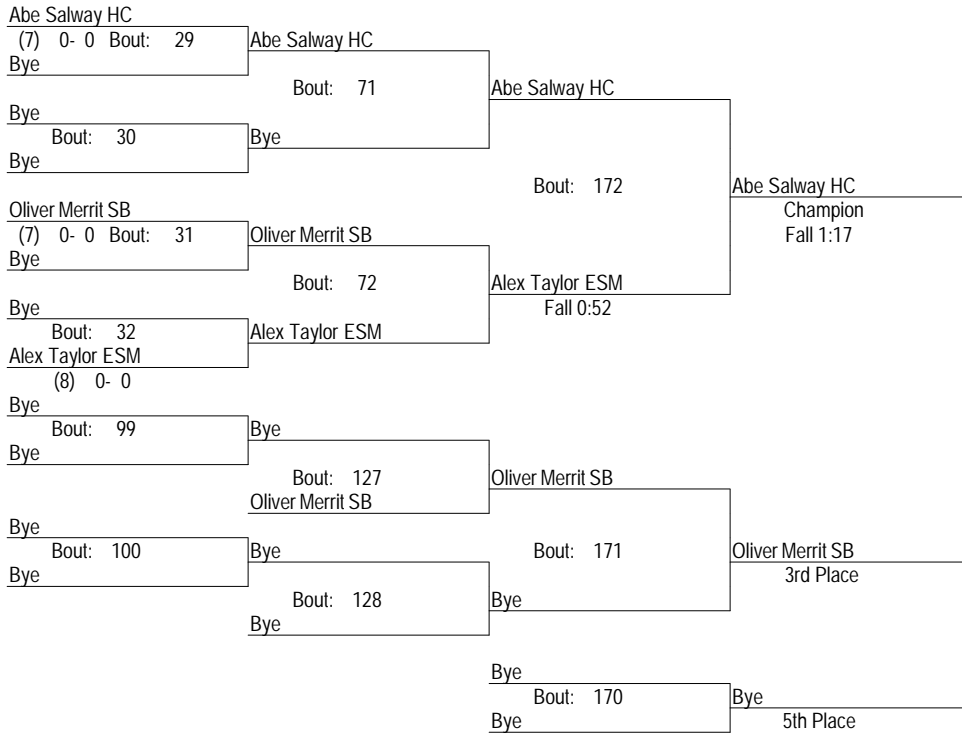 Abe Salway HC
(7) 0- 0 Bout: 29
Abe Salway HC
Bye
Bout: 71
Abe Salway HC
Bye
Bout: 30
Bye
Bye
Bout: 172
Abe Salway HC
Oliver Merrit SB
Champion
(7) 0- 0 Bout: 31
Oliver Merrit SB
Fall 1:17
Bye
Bout: 72
Alex Taylor ESM
Bye
Fall 0:52
Bout: 32
Alex Taylor ESM
Alex Taylor ESM
(8) 0- 0
Bye
Bout: 99
Bye
Bye
Bout: 127
Oliver Merrit SB
Oliver Merrit SB
Bye
Bout: 100
Bye
Bout: 171
Oliver Merrit SB
Bye
3rd Place
Bout: 128
Bye
Bye
Bye
Bout: 170
Bye
Bye
5th Place